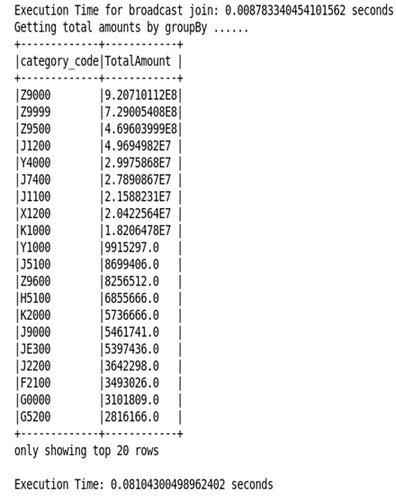 Execution Time for broadcast join: 0.008783340454101562 seconds
Getting total amounts by groupBy ......
+-------------+------------+
|category_code|TotalAmount |
+-------------+------------+
|Z9000        |9.20710112E8|
|Z9999        |7.29005408E8|
|Z9500        |4.69603999E8|
|J1200        |4.9694982E7 |
|Y4000        |2.9975868E7 |
|J7400        |2.7890867E7 |
|J1100        |2.1588231E7 |
|X1200        |2.0422564E7 |
|K1000        |1.8206478E7 |
|Y1000        |9915297.0   |
|J5100        |8699406.0   |
|Z9600        |8256512.0   |
|H5100        |6855666.0   |
|K2000        |5736666.0   |
|J9000        |5461741.0   |
|JE300        |5397436.0   |
|J2200        |3642298.0   |
|F2100        |3493026.0   |
|G0000        |3101809.0   |
|G5200        |2816166.0   |
+-------------+------------+
only showing top 20 rows
Execution Time: 0.08104300498962402 seconds